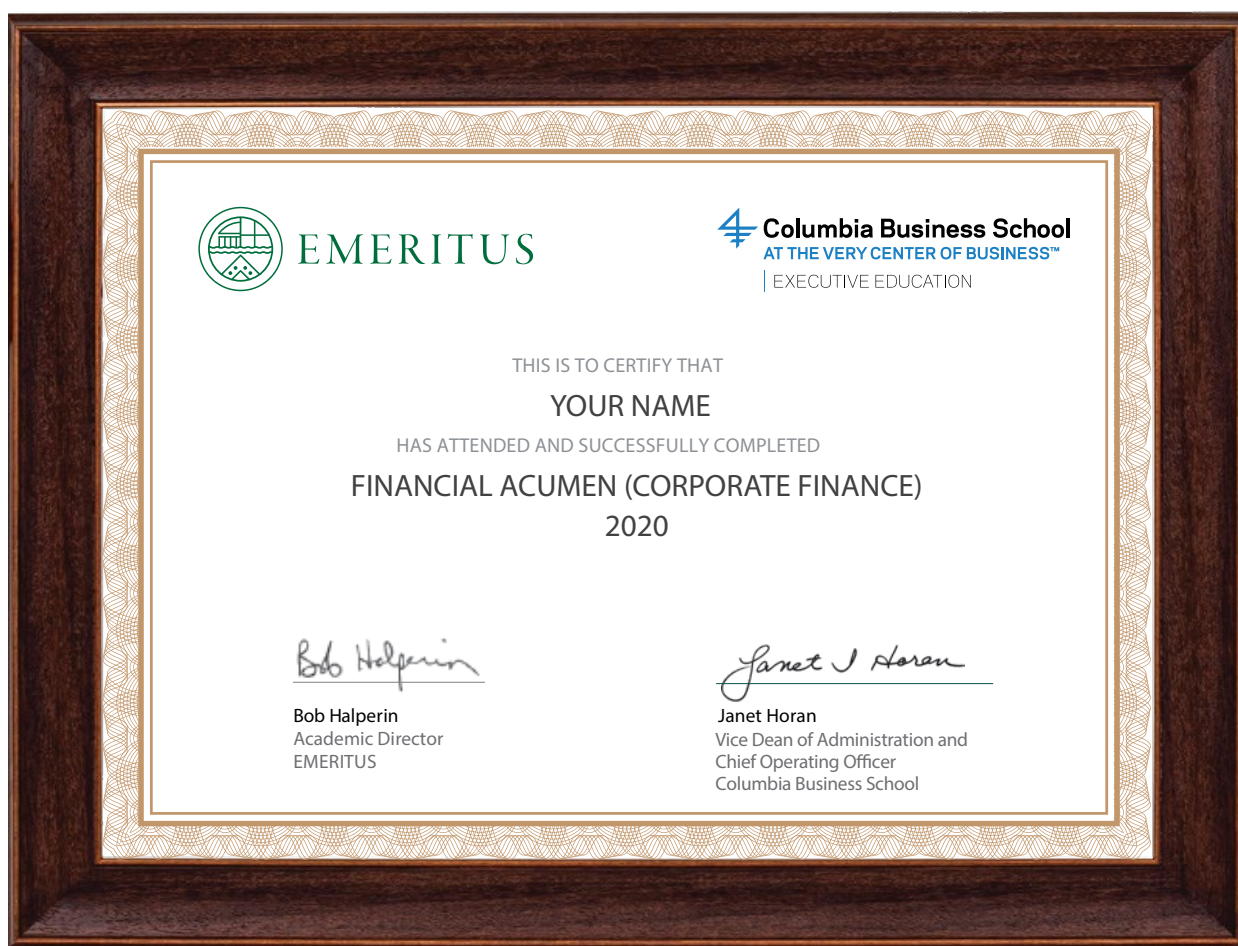 EMERITUS
Columbia Business School
AT THE VERY CENTER OF BUSINESS™
EXECUTIVE EDUCATION
THIS IS TO CERTIFY THAT
YOUR NAME
HAS ATTENDED AND SUCCESSFULLY COMPLETED
FINANCIAL ACUMEN (CORPORATE FINANCE)
2020
Bob Halperin
Janet J Horan
Bob Halperin
Academic Director
EMERITUS
Janet Horan
Vice Dean of Administration and
Chief Operating Officer
Columbia Business School